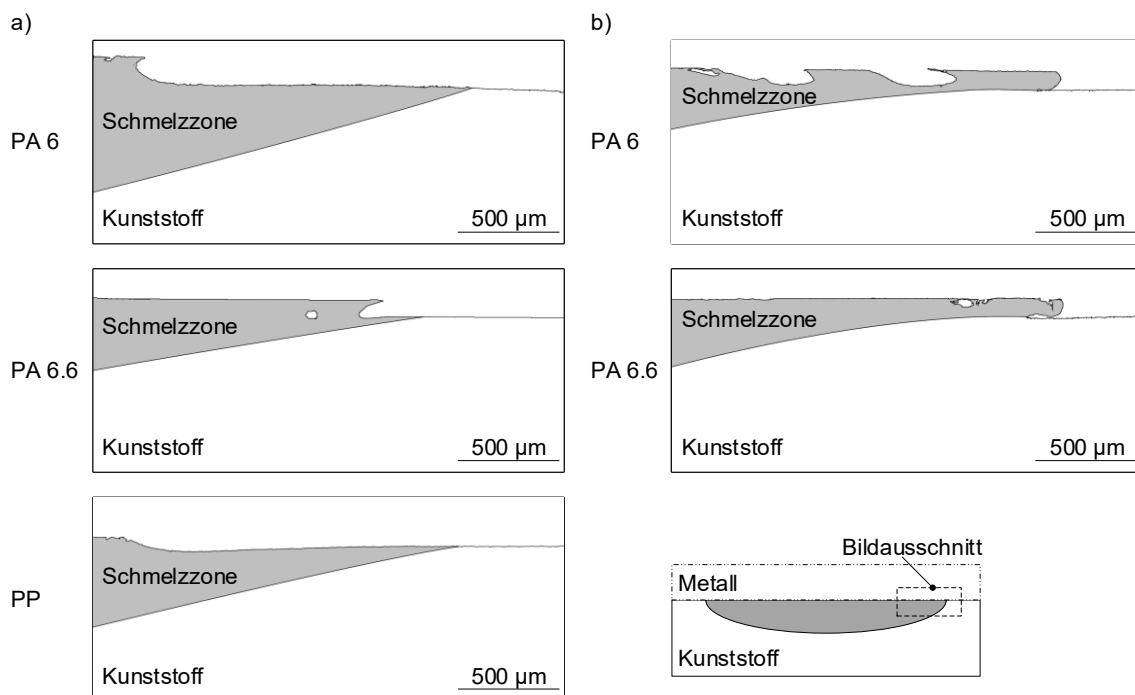 a)
b)
PA 6
Schmelzzone
Kunststoff
500 µm
PA 6
Schmelzzone
Kunststoff
500 µm
PA 6.6
Schmelzzone
Kunststoff
500 µm
PA 6.6
Schmelzzone
Kunststoff
500 µm
PP
Schmelzzone
Kunststoff
500 µm
Bildausschnitt
Metall
Kunststoff